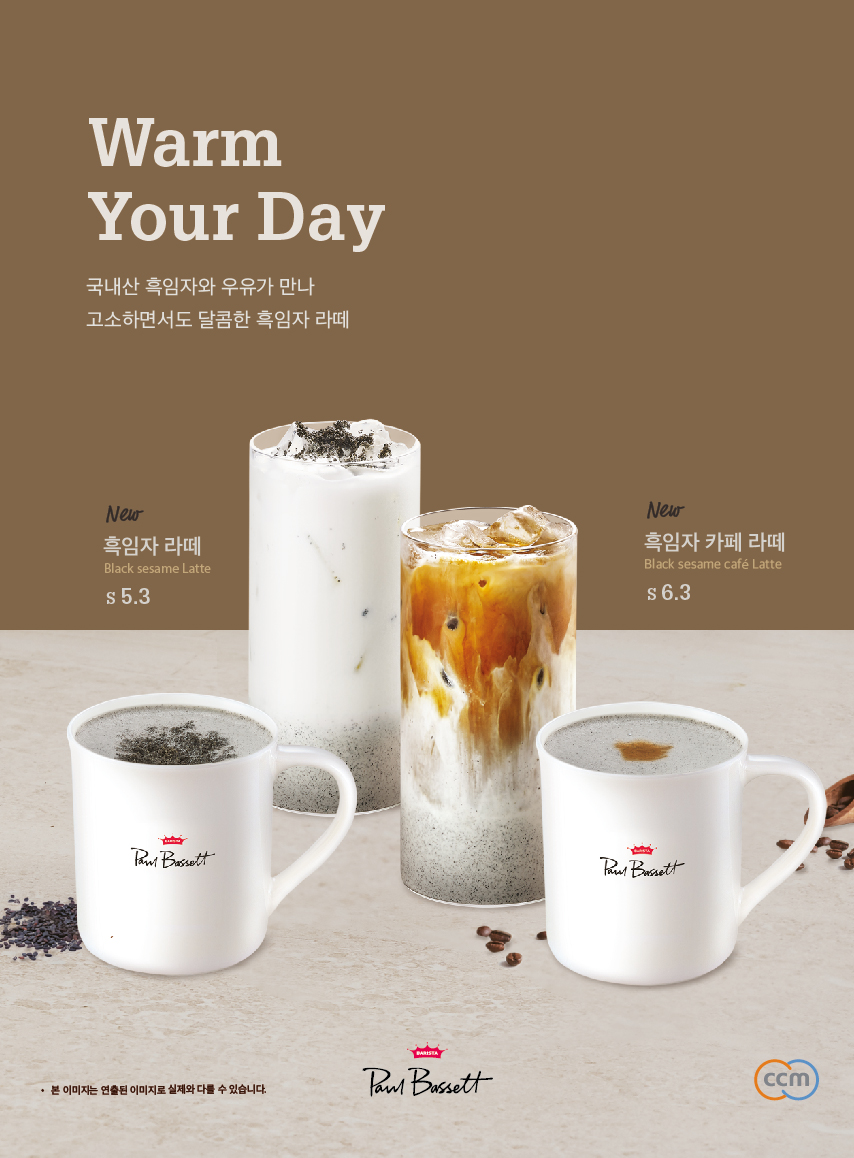 Warm
Your Day
국내산 흑임자와 우유가 만나
고소하면서도 달콤한 흑임자 라떼
New
흑임자 라떼
Black sesame Latte
s 5.3
New
흑임자 카페 라떼
Black sesame café Latte
s 6.3
BARISTA
Paul Bassett
BARISTA
Paul Bassett
• 본 이미지는 연출된 이미지로 실제와 다를 수 있습니다.
BARISTA
Paul Bassett
ccm